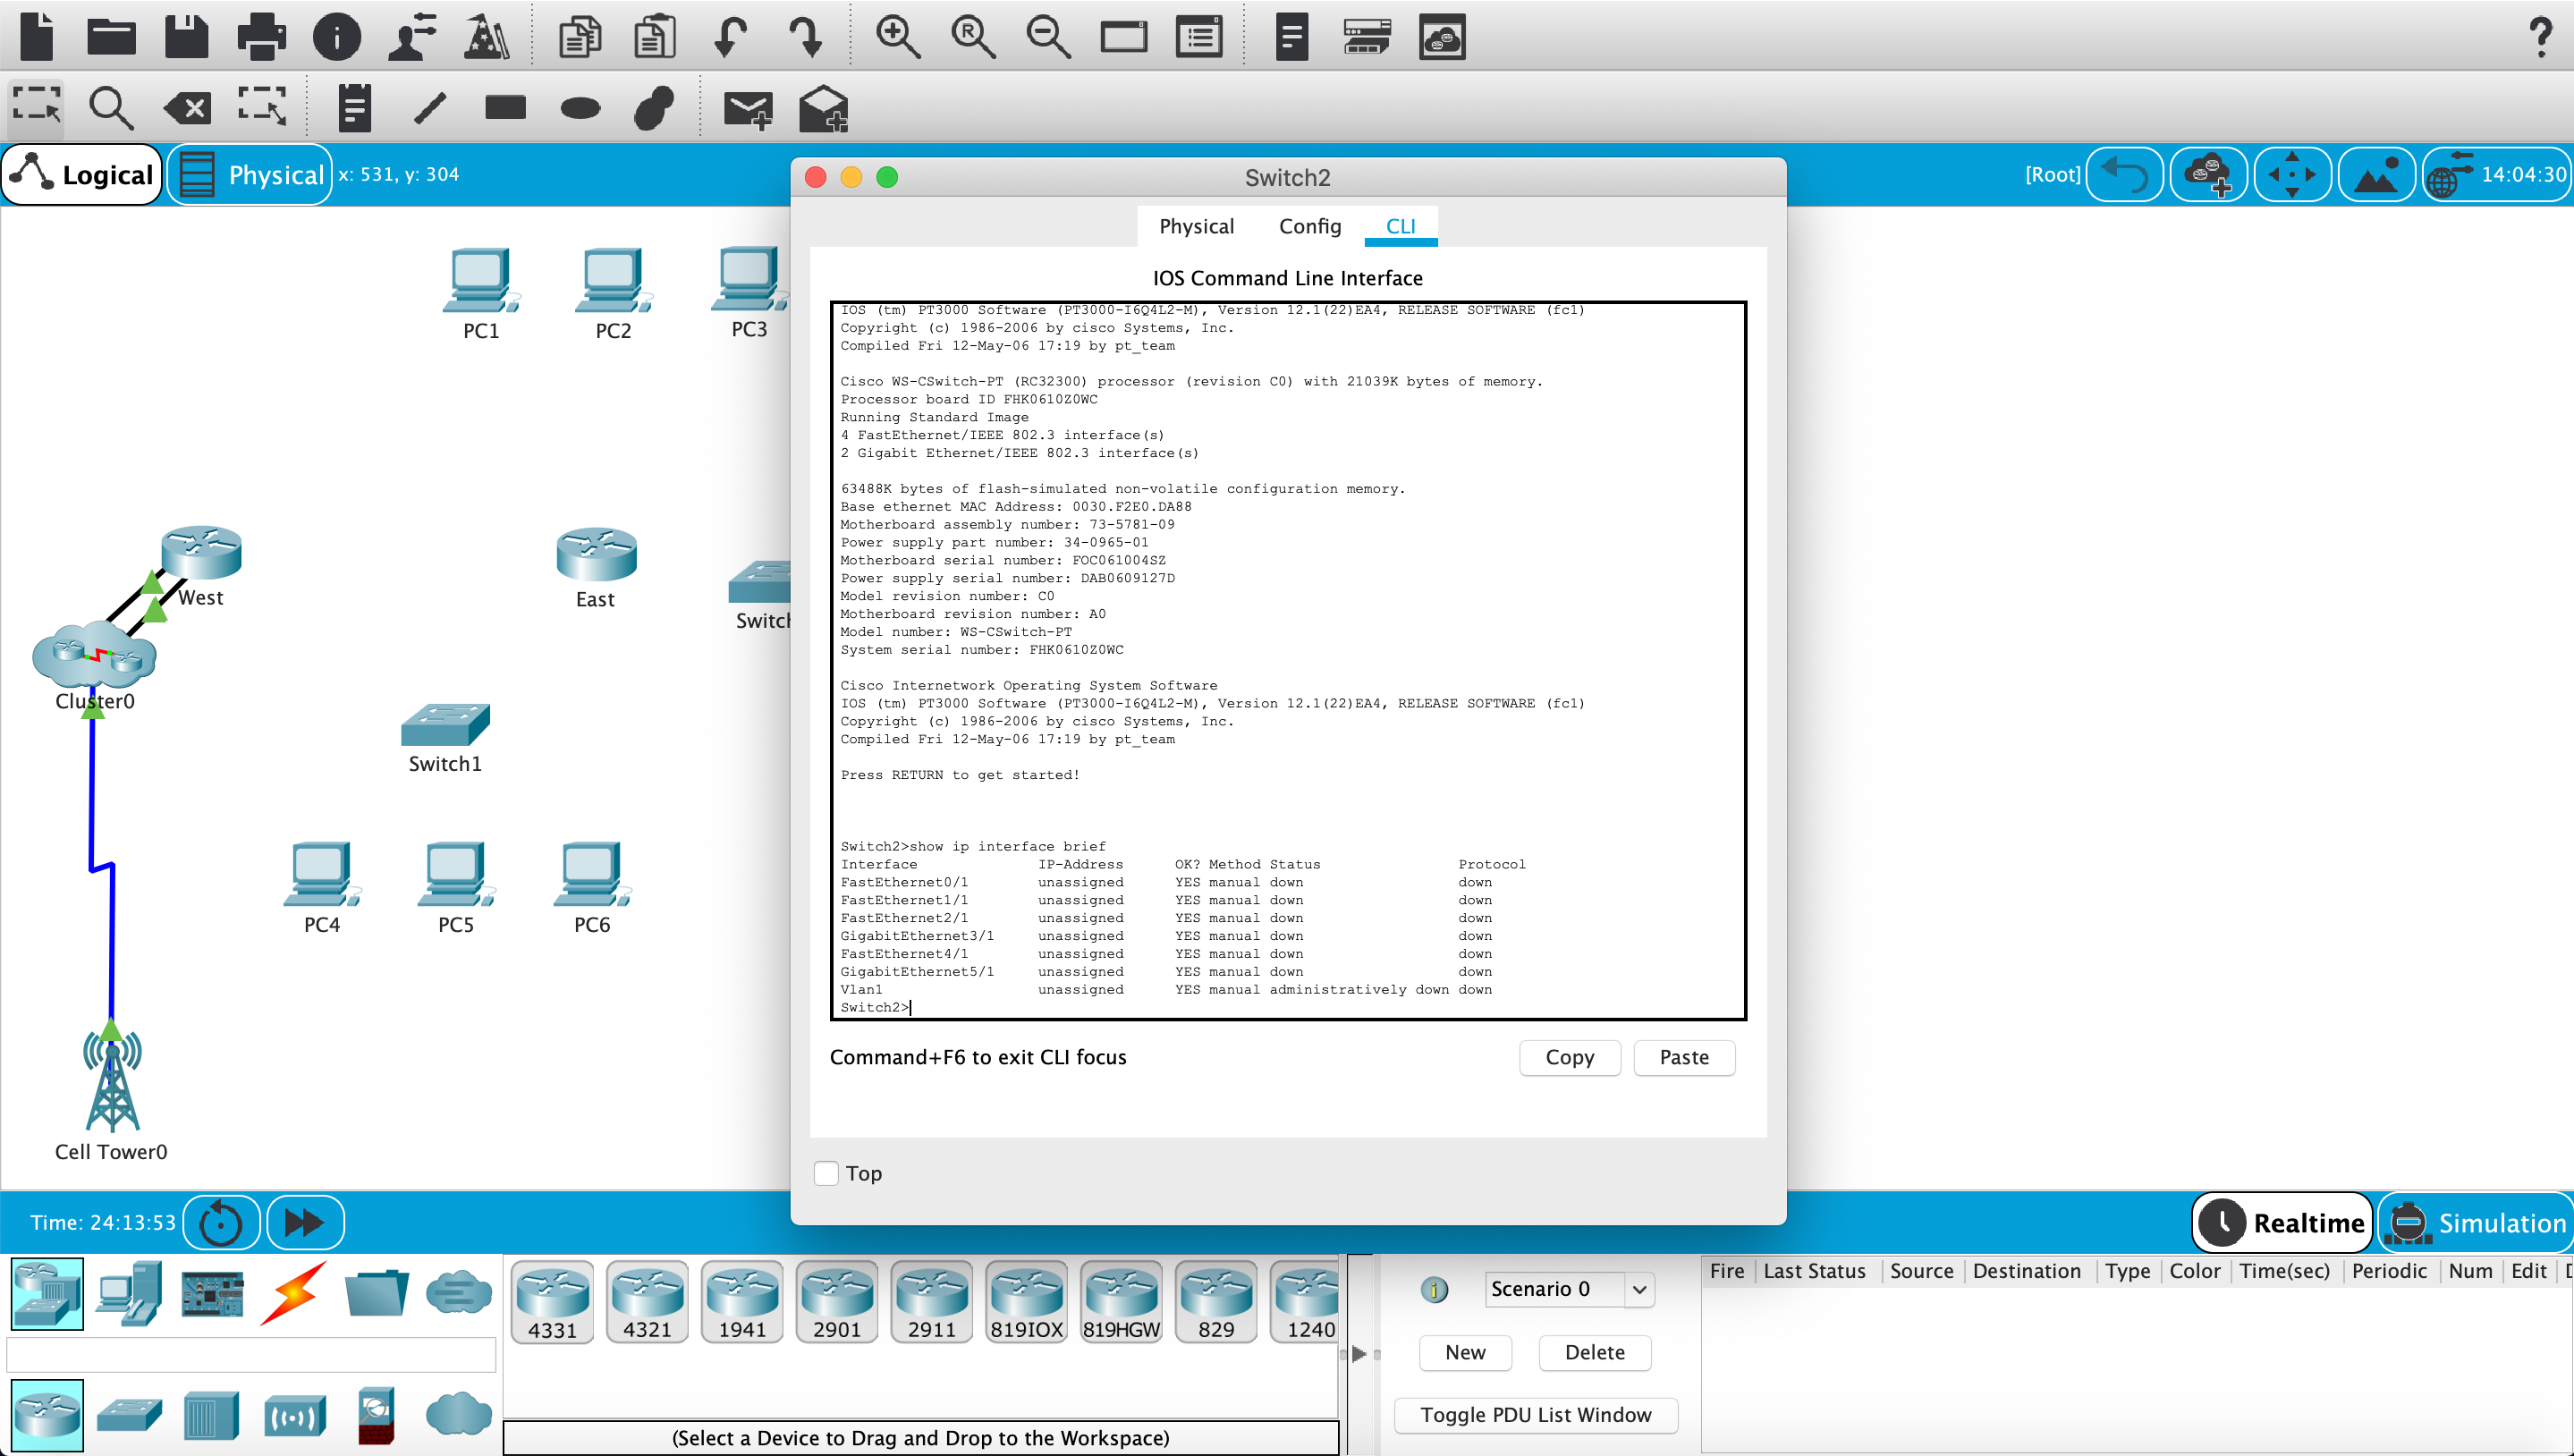 Logical
Physical
x: 531, y: 304
[Root]
14:04:30
PC1
PC2
PC3
West
East
Switch
Cluster0
Switch1
PC4
PC5
PC6
Cell Tower0
Switch2
Physical
Config
CLI
IOS Command Line Interface
IOS (tm) PT3000 Software (PT3000-I6Q4L2-M), Version 12.1(22)EA4, RELEASE SOFTWARE (fc1)
Copyright (c) 1986-2006 by cisco Systems, Inc.
Compiled Fri 12-May-06 17:19 by pt_team
Cisco WS-CSwitch-PT (RC32300) processor (revision C0) with 21039K bytes of memory.
Processor board ID FHK0610Z0WC
Running Standard Image
4 FastEthernet/IEEE 802.3 interface(s)
2 Gigabit Ethernet/IEEE 802.3 interface(s)
63488K bytes of flash-simulated non-volatile configuration memory.
Base ethernet MAC Address: 0030.F2E0.DA88
Motherboard assembly number: 73-5781-09
Power supply part number: 34-0965-01
Motherboard serial number: FOC061004SZ
Power supply serial number: DAB0609127D
Model revision number: C0
Motherboard revision number: A0
Model number: WS-CSwitch-PT
System serial number: FHK0610Z0WC
Cisco Internetwork Operating System Software
IOS (tm) PT3000 Software (PT3000-I6Q4L2-M), Version 12.1(22)EA4, RELEASE SOFTWARE (fc1)
Copyright (c) 1986-2006 by cisco Systems, Inc.
Compiled Fri 12-May-06 17:19 by pt_team
Press RETURN to get started!
Switch2>show ip interface brief
Interface IP-Address OK? Method Status Protocol
FastEthernet0/1 unassigned YES manual down down
FastEthernet1/1 unassigned YES manual down down
FastEthernet2/1 unassigned YES manual down down
GigabitEthernet3/1 unassigned YES manual down down
FastEthernet4/1 unassigned YES manual down down
GigabitEthernet5/1 unassigned YES manual down down
Vlan1 unassigned YES manual administratively down down
Switch2>
Command+F6 to exit CLI focus
Copy
Paste
Top
Time: 24:13:53
Realtime
Simulation
4331
4321
1941
2901
2911
819IOX
819HGW
829
1240
(Select a Device to Drag and Drop to the Workspace)
Scenario 0
New
Delete
Toggle PDU List Window
Fire Last Status Source Destination Type Color Time(sec) Periodic Num Edit